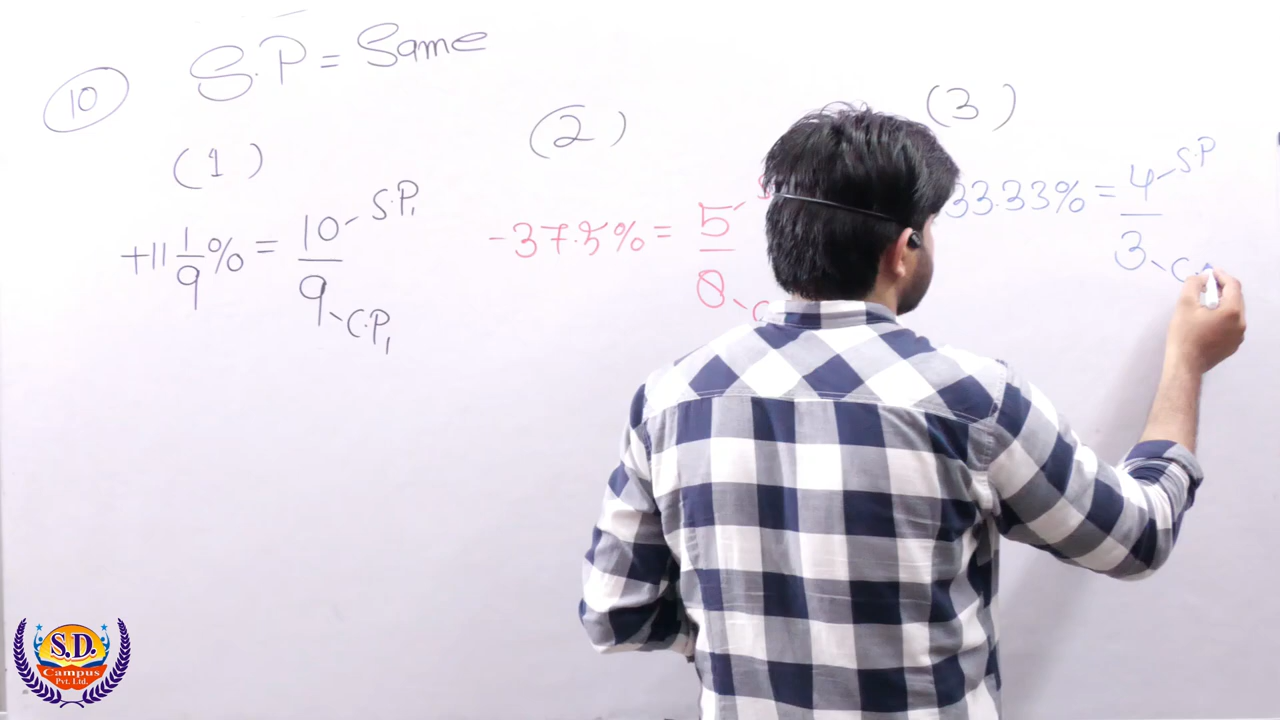 10
S.P = Same
(1)
+11 1/9 % = 10/9
S.P₁
C.P₁
(2)
-37.5% = 5/8
(3)
33.33% = 4/3
S.P
S.D.
Campus
Pvt. Ltd.